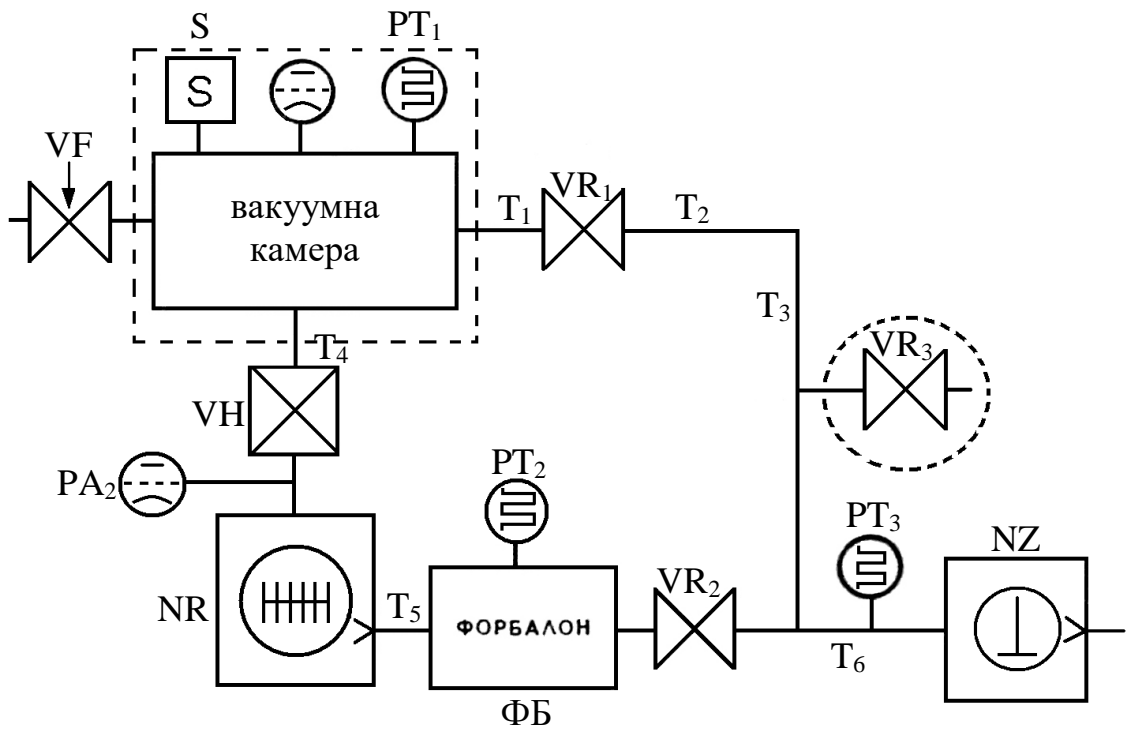 S
PT₁
S
VF
вакуумна
камера
T₁
VR₁
T₂
T₃
VR₃
T₄
VH
PA₂
PT₂
PT₃
NZ
NR
T₅
ФОРБАЛОН
VR₂
T₆
ФБ